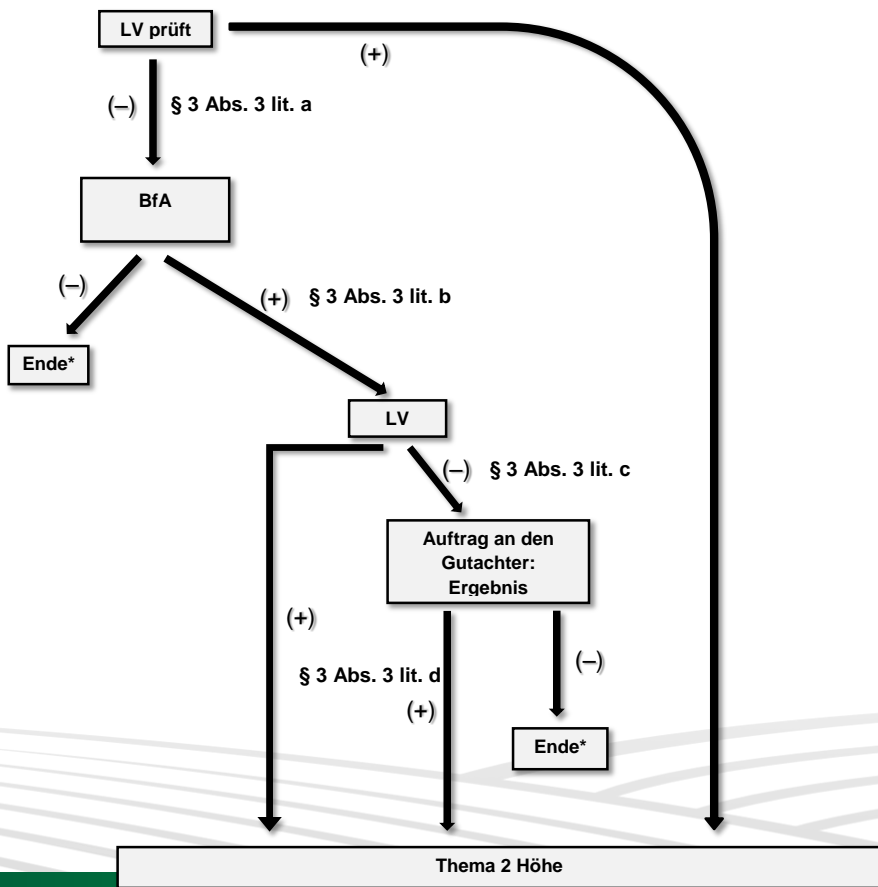 LV prüft
(+)
(–) § 3 Abs. 3 lit. a
BfA
(–)
(+) § 3 Abs. 3 lit. b
Ende*
LV
(–) § 3 Abs. 3 lit. c
Auftrag an den
Gutachter:
Ergebnis
(+)
(–)
§ 3 Abs. 3 lit. d
(+)
Ende*
Thema 2 Höhe